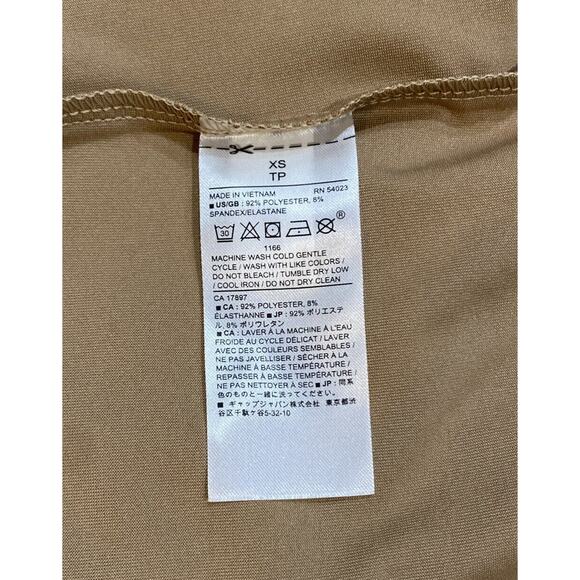 XS
TP
MADE IN VIETNAM RN 54023
■ US/GB : 92% POLYESTER, 8%
SPANDEX/ELASTANE
30 ®
1166
MACHINE WASH COLD GENTLE
CYCLE / WASH WITH LIKE COLORS /
DO NOT BLEACH / TUMBLE DRY LOW
/ COOL IRON / DO NOT DRY CLEAN
CA 17897
■ CA : 92% POLYESTER, 8%
ÉLASTHANNE ■ JP : 92% ポリエステ
ル, 8% ポリウレタン
■ CA : LAVER À LA MACHINE À L'EAU
FROIDE AU CYCLE DÉLICAT / LAVER
AVEC DES COULEURS SEMBLABLES /
NE PAS JAVELLISER / SÉCHER À LA
MACHINE À BASSE TEMPÉRATURE /
REPASSER À BASSE TEMPÉRATURE /
NE PAS NETTOYER À SEC ■ JP : 同系
色のものと一緒に洗ってください。
■ ギャップジャパン株式会社 東京都渋
谷区千駄ヶ谷5-32-10